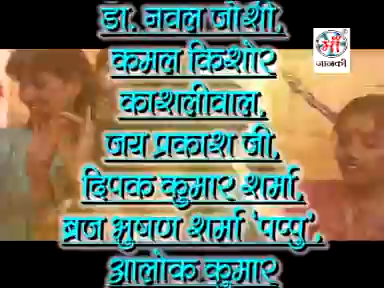 डा. नवल जोशी,
माँ
जानकी
कमल किशोर
काशलीवाल,
जय प्रकाश जी,
दिपक कुमार शर्मा,
ब्रज भुषण शर्मा 'पप्पु',
आलोक कुमार